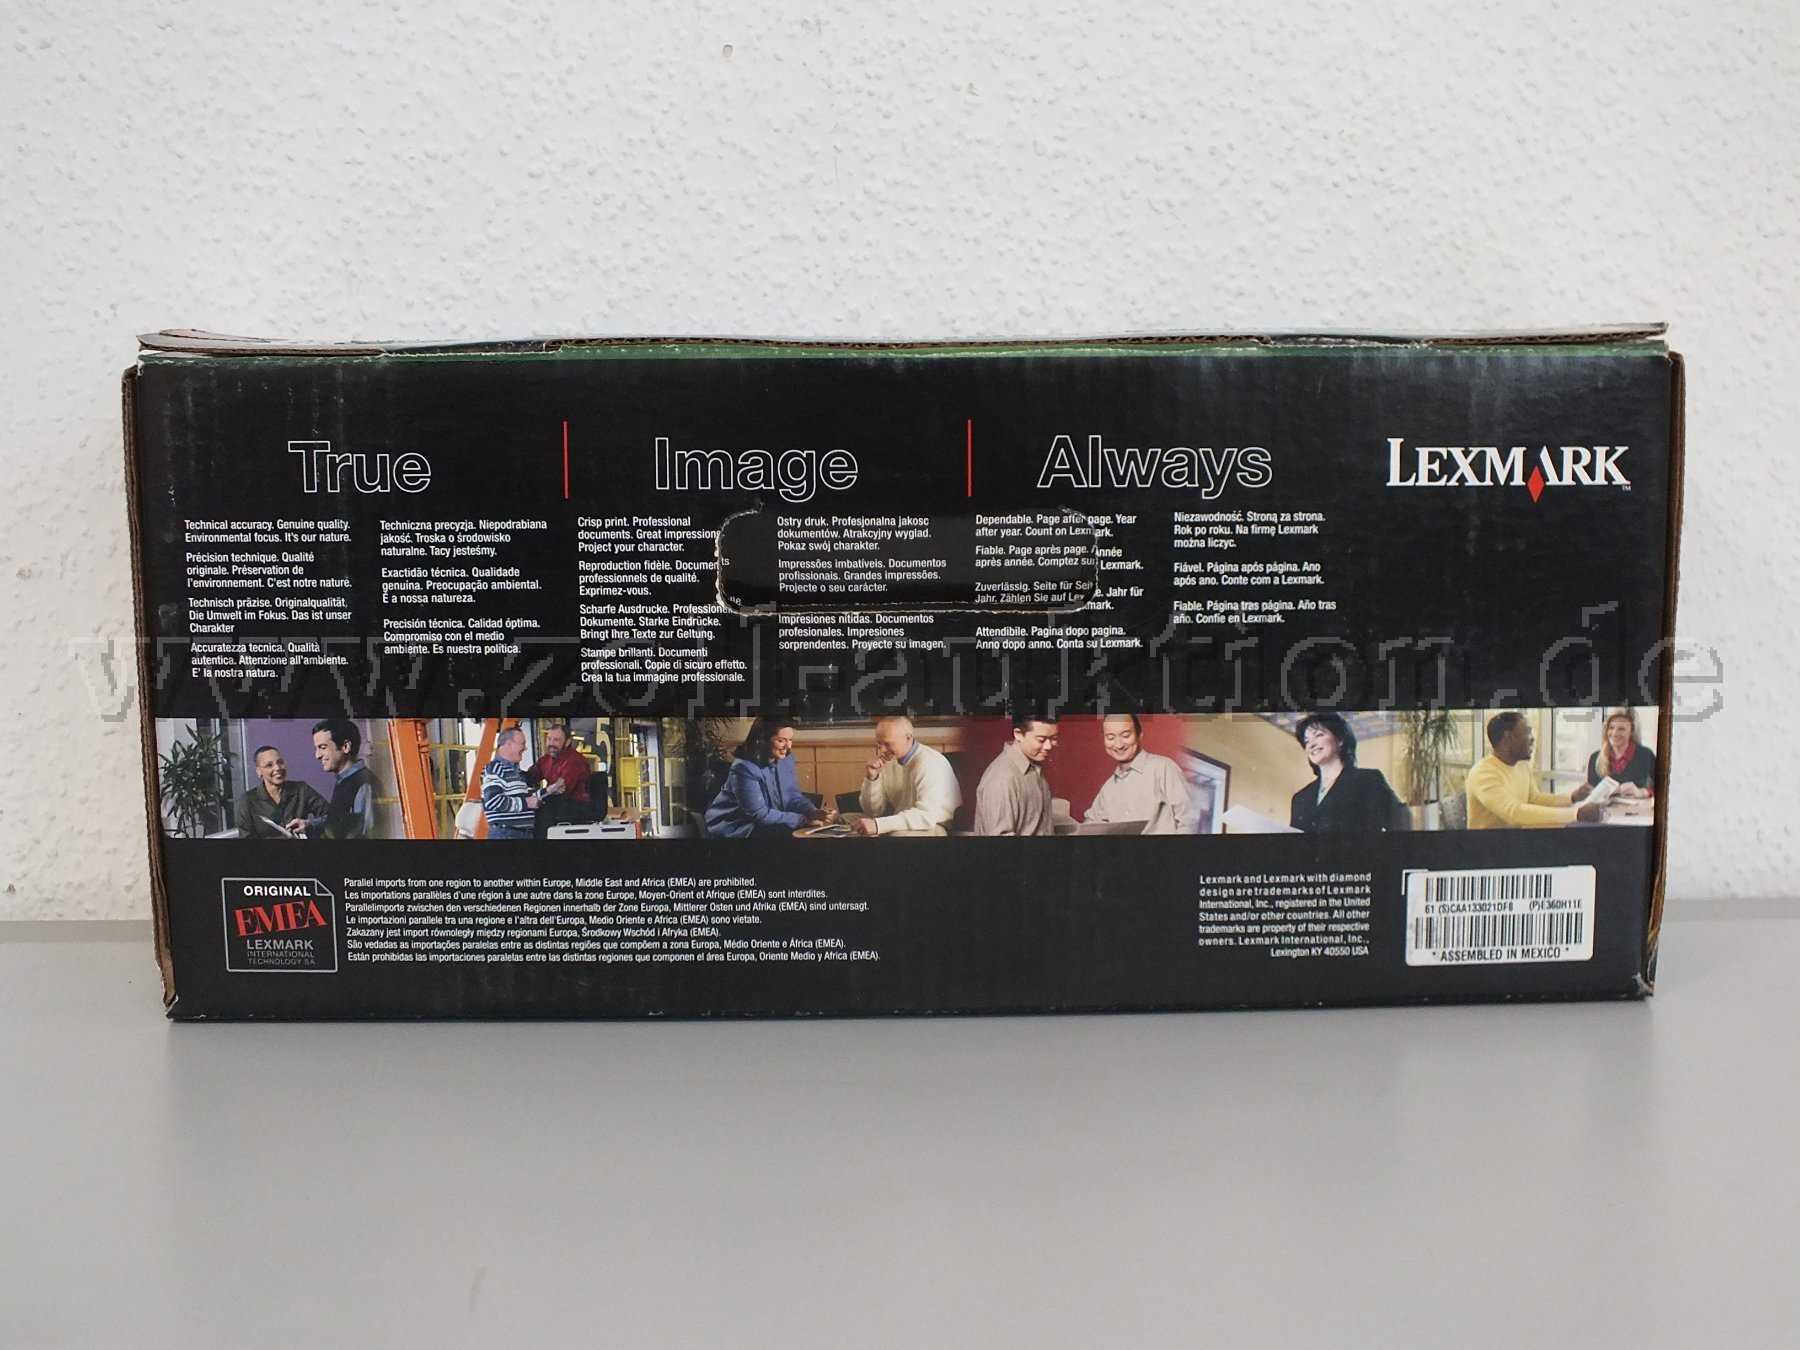 True
Image
Always
LEXMARK™
Technical accuracy. Genuine quality.
Environmental focus. It's our nature.
Précision technique. Qualité
originale. Préservation de
l'environnement. C'est notre nature.
Technisch präzise. Originalqualität,
Die Umwelt im Fokus. Das ist unser
Charakter
Accuratezza tecnica. Qualità
autentica. Attenzione all'ambiente.
E' la nostra natura.
Techniczna precyzja. Niepodrabiana
jakość. Troska o środowisko
naturalne. Tacy jesteśmy.
Exactidão técnica. Qualidade
genuína. Preocupação ambiental.
É a nossa natureza.
Precisión técnica. Calidad óptima.
Compromiso con el medio
ambiente. Es nuestra política.
Crisp print. Professional
documents. Great impressions
Project your character.
Reproduction fidèle. Documents
professionnels de qualité.
Exprimez-vous.
Scharfe Ausdrucke. Professionelle
Dokumente. Starke Eindrücke.
Bringt Ihre Texte zur Geltung.
Stampe brillanti. Documenti
professionali. Copie di sicuro effetto.
Crea la tua immagine professionale.
Ostry druk. Profesjonalna jakosc
dokumentów. Atrakcyjny wyglad.
Pokaz swój charakter.
Impressões imbatíveis. Documentos
profissionais. Grandes impressões.
Projecte o seu carácter.
Impresiones nítidas. Documentos
profesionales. Impresiones
sorprendentes. Proyecte su imagen.
Dependable. Page after page. Year
after year. Count on Lexmark.
Fiable. Page après page. Année
après année. Comptez sur Lexmark.
Zuverlässig. Seite für Seite. Jahr für
Jahr. Zählen Sie auf Lexmark.
Attendibile. Pagina dopo pagina.
Anno dopo anno. Conta su Lexmark.
Niezawodność. Stroną za strona.
Rok po roku. Na firmę Lexmark
można liczyc.
Fiável. Página após página. Ano
após ano. Conte com a Lexmark.
Fiable. Página tras página. Año tras
año. Confíe en Lexmark.
www.zoll-auktion.de
ORIGINAL
EMEA
LEXMARK
INTERNATIONAL
TECHNOLOGY SA
Parallel imports from one region to another within Europe, Middle East and Africa (EMEA) are prohibited.
Les importations parallèles d'une région à une autre dans la zone Europe, Moyen-Orient et Afrique (EMEA) sont interdites.
Parallelimporte zwischen den verschiedenen Regionen innerhalb der Zone Europa, Mittlerer Osten und Afrika (EMEA) sind untersagt.
Le importazioni parallele tra una regione e l'altra dell'Europa, Medio Oriente e Africa (EMEA) sono vietate.
Zakazany jest import równoległy między regionami Europa, Środkowy Wschód i Afryka (EMEA).
São vedadas as importações paralelas entre as distintas regiões que compõem a zona Europa, Médio Oriente e África (EMEA).
Están prohibidas las importaciones paralelas entre las distintas regiones que componen el área Europa, Oriente Medio y Africa (EMEA).
Lexmark and Lexmark with diamond
design are trademarks of Lexmark
International, Inc., registered in the United
States and/or other countries. All other
trademarks are property of their respective
owners. Lexmark International, Inc.,
Lexington KY 40550 USA
61 (S)CAA133021DF8 (P)E360H11E
* ASSEMBLED IN MEXICO *